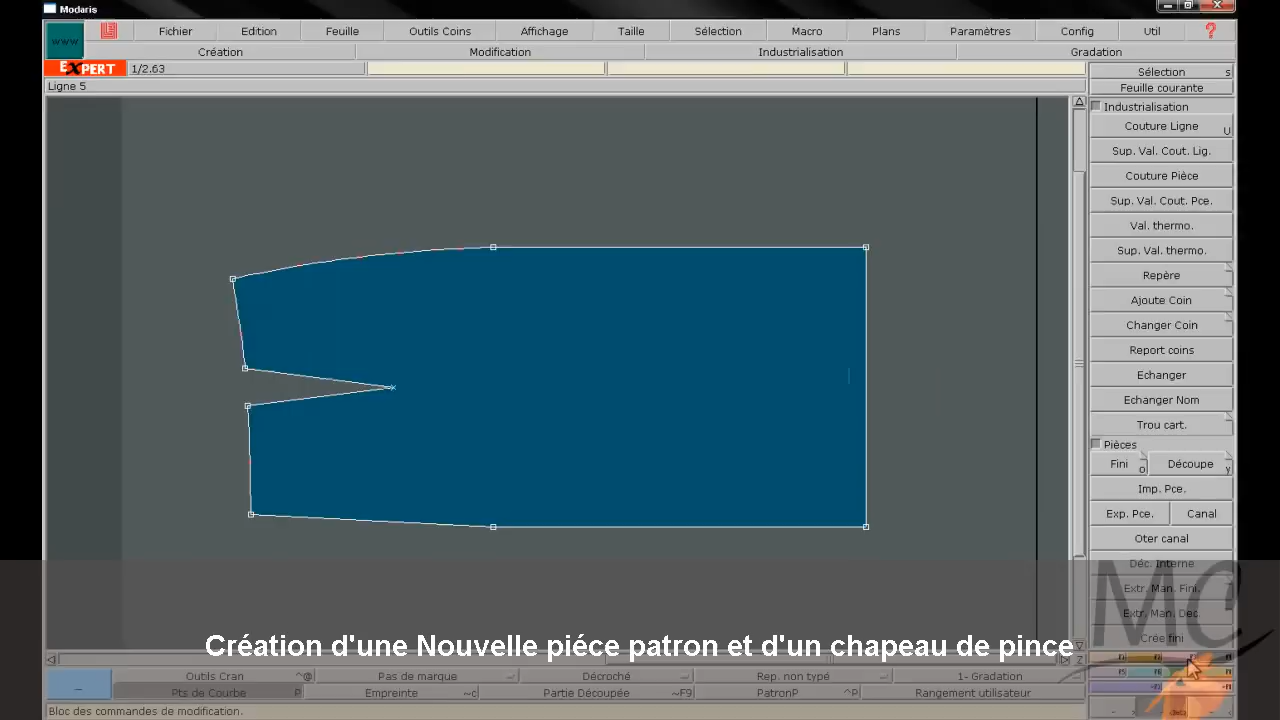 Modaris
www
Fichier Edition Feuille Outils Coins Affichage Taille Sélection Macro Plans Paramètres Config Util ?
Création Modification Industrialisation Gradation
EXPERT 1/2.63
Ligne 5
Sélection s
Feuille courante
Industrialisation
Couture Ligne U
Sup. Val. Cout. Lig.
Couture Pièce
Sup. Val. Cout. Pce.
Val. thermo.
Sup. Val. thermo.
Repère
Ajoute Coin
Changer Coin
Report coins
Echanger
Echanger Nom
Trou cart.
Pièces
Fini o Découpe y
Imp. Pce.
Exp. Pce. Canal
Oter canal
Déc. Interne
Extr. Man. Fini.
Extr. Man. Dec.
Crée fini
MC
Création d'une Nouvelle piéce patron et d'un chapeau de pince
Outils Cran ^@ Pas de marque Décroché Rep. non typé 1- Gradation
Pts de Courbe P Empreinte ~c Partie Découpée ~F9 PatronP ^P Rangement utilisateur
Bloc des commandes de modification.